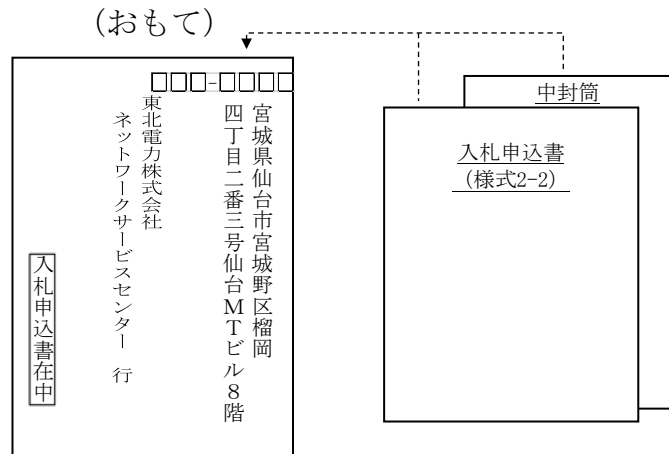 (おもて)
□□□-□□□□
宮城県仙台市宮城野区榴岡
四丁目二番三号仙台MTビル8階
東北電力株式会社
ネットワークサービスセンター 行
入札申込書在中
中封筒
入札申込書
(様式2-2)